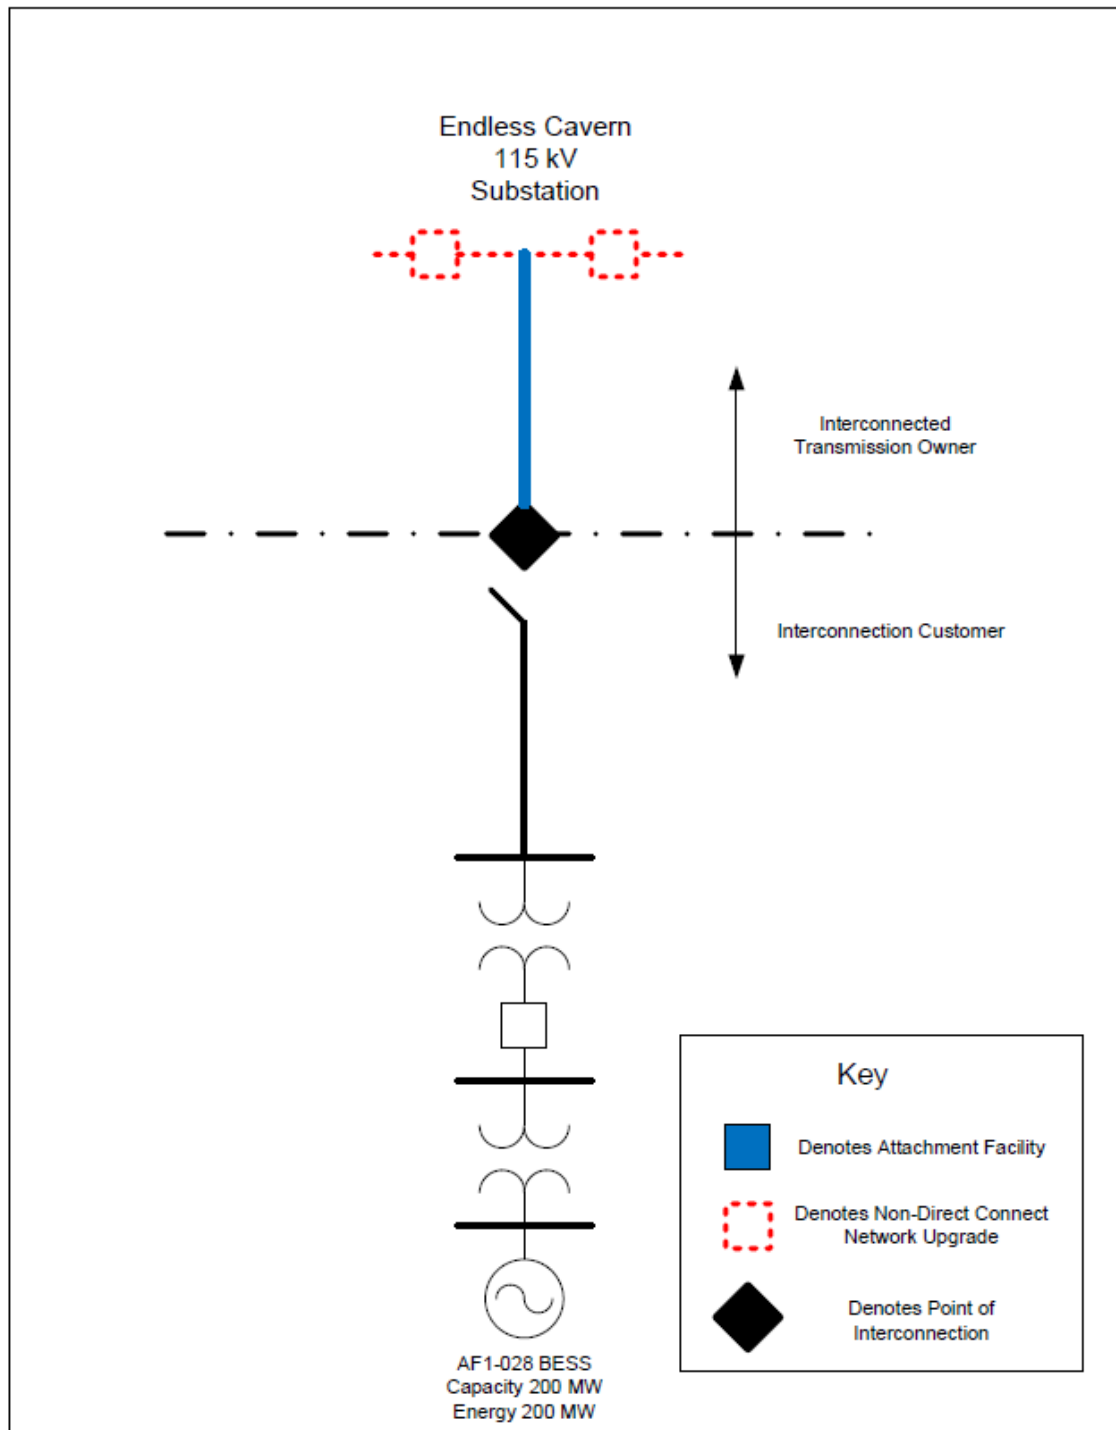 Endless Cavern
115 kV
Substation
Interconnected
Transmission Owner
Interconnection Customer
Key
Denotes Attachment Facility
Denotes Non-Direct Connect
Network Upgrade
Denotes Point of
Interconnection
AF1-028 BESS
Capacity 200 MW
Energy 200 MW